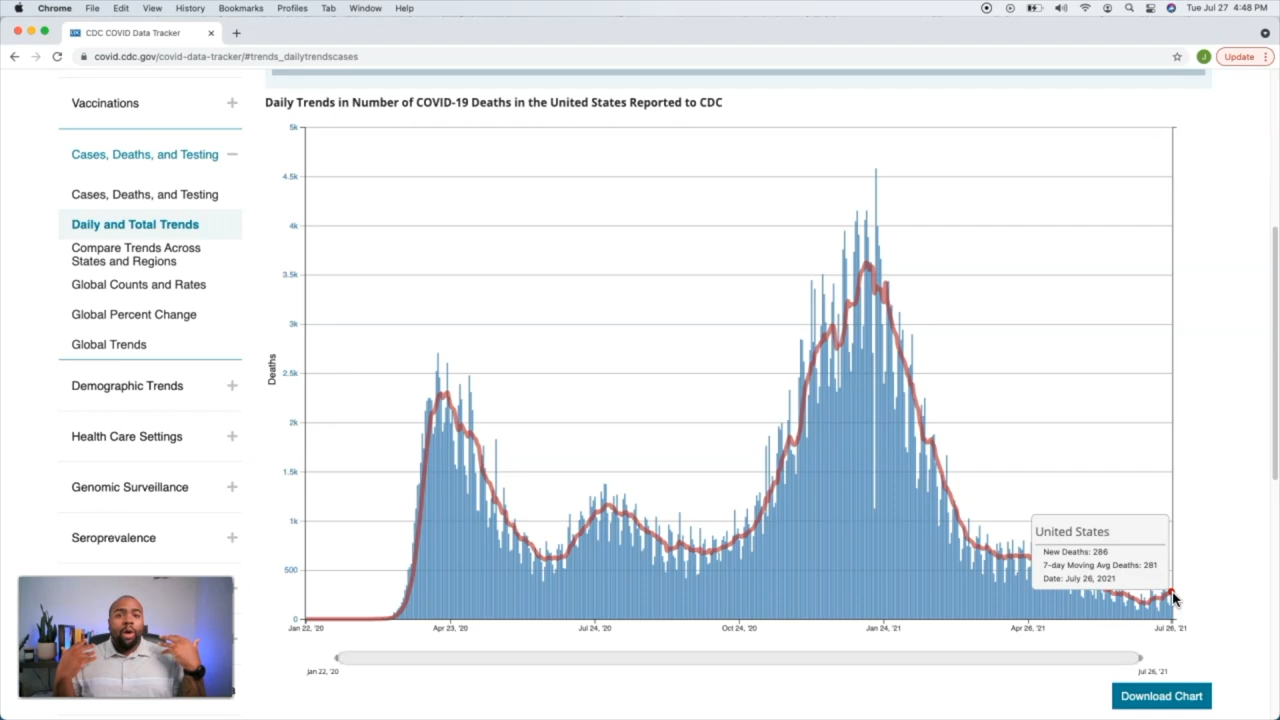 Chrome File Edit View History Bookmarks Profiles Tab Window Help Tue Jul 27 4:48 PM
CDC COVID Data Tracker
covid.cdc.gov/covid-data-tracker/#trends_dailytrendscases
J
Update
Vaccinations
Cases, Deaths, and Testing
Cases, Deaths, and Testing
Daily and Total Trends
Compare Trends Across
States and Regions
Global Counts and Rates
Global Percent Change
Global Trends
Demographic Trends
Health Care Settings
Genomic Surveillance
Seroprevalence
Daily Trends in Number of COVID-19 Deaths in the United States Reported to CDC
5k
4.5k
4k
3.5k
3k
2.5k
2k
1.5k
1k
500
0
Deaths
United States
New Deaths: 286
7-day Moving Avg Deaths: 281
Date: July 26, 2021
Jan 22, '20 Apr 23, '20 Jul 24, '20 Oct 24, '20 Jan 24, '21 Apr 26, '21 Jul 26, '21
Jan 22, '20 Jul 26, '21
Download Chart